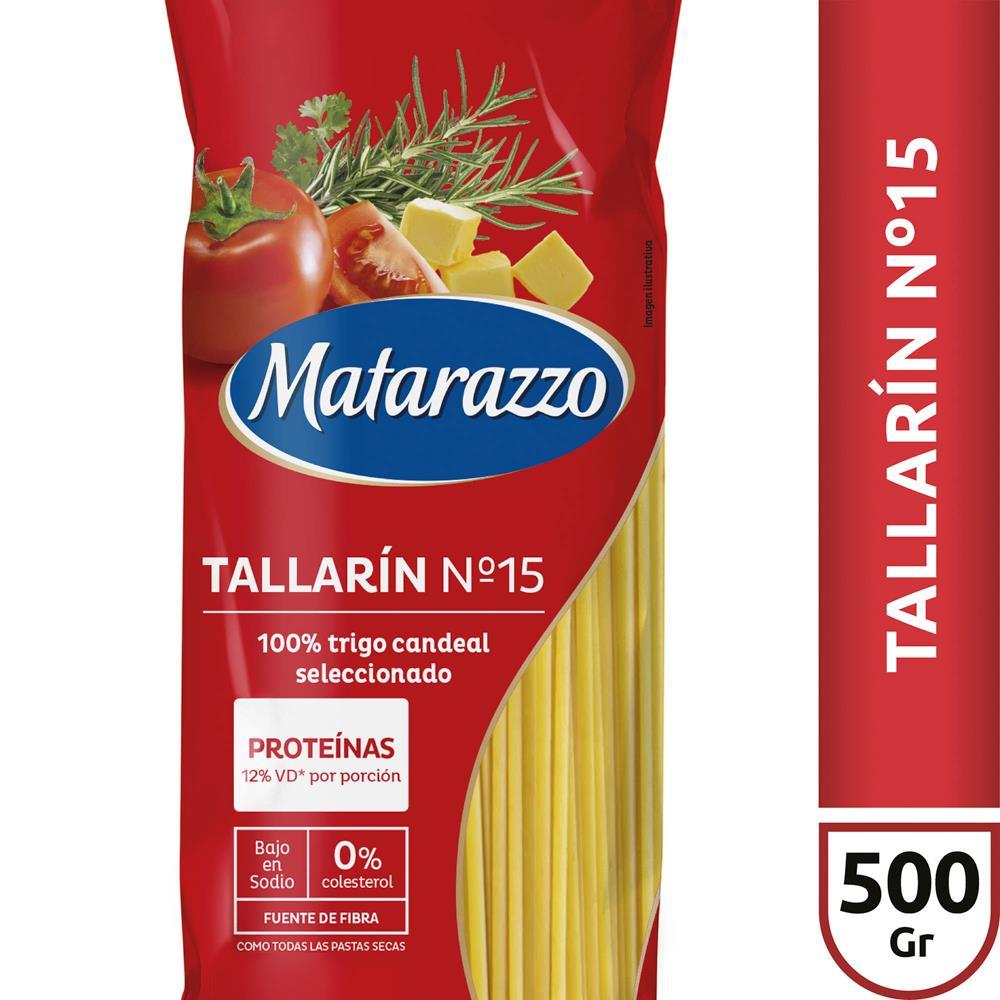 Imagen ilustrativa
Matarazzo
TALLARÍN Nº15
100% trigo candeal
seleccionado
PROTEÍNAS
12% VD* por porción
Bajo
en
Sodio
0%
colesterol
FUENTE DE FIBRA
COMO TODAS LAS PASTAS SECAS
TALLARÍN Nº15
500
Gr